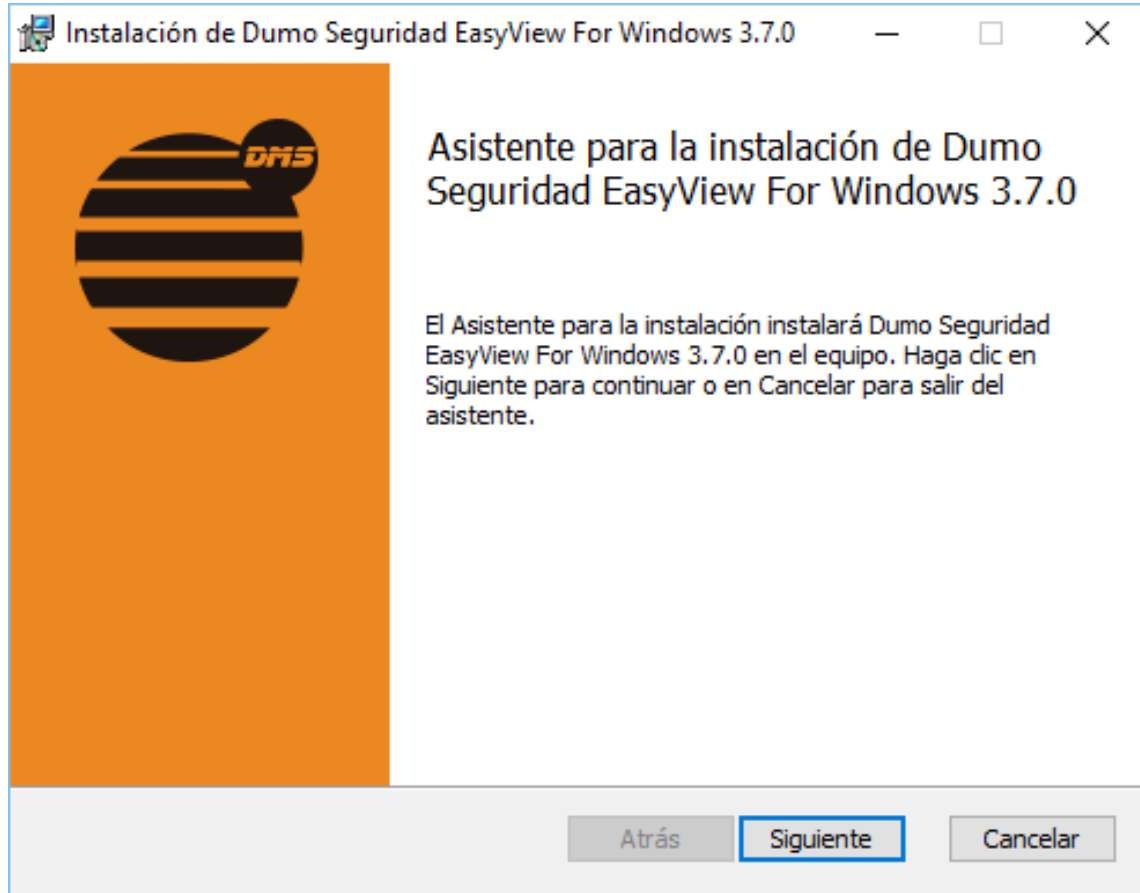 Instalación de Dumo Seguridad EasyView For Windows 3.7.0
DMS
Asistente para la instalación de Dumo
Seguridad EasyView For Windows 3.7.0
El Asistente para la instalación instalará Dumo Seguridad
EasyView For Windows 3.7.0 en el equipo. Haga clic en
Siguiente para continuar o en Cancelar para salir del
asistente.
Atrás Siguiente Cancelar